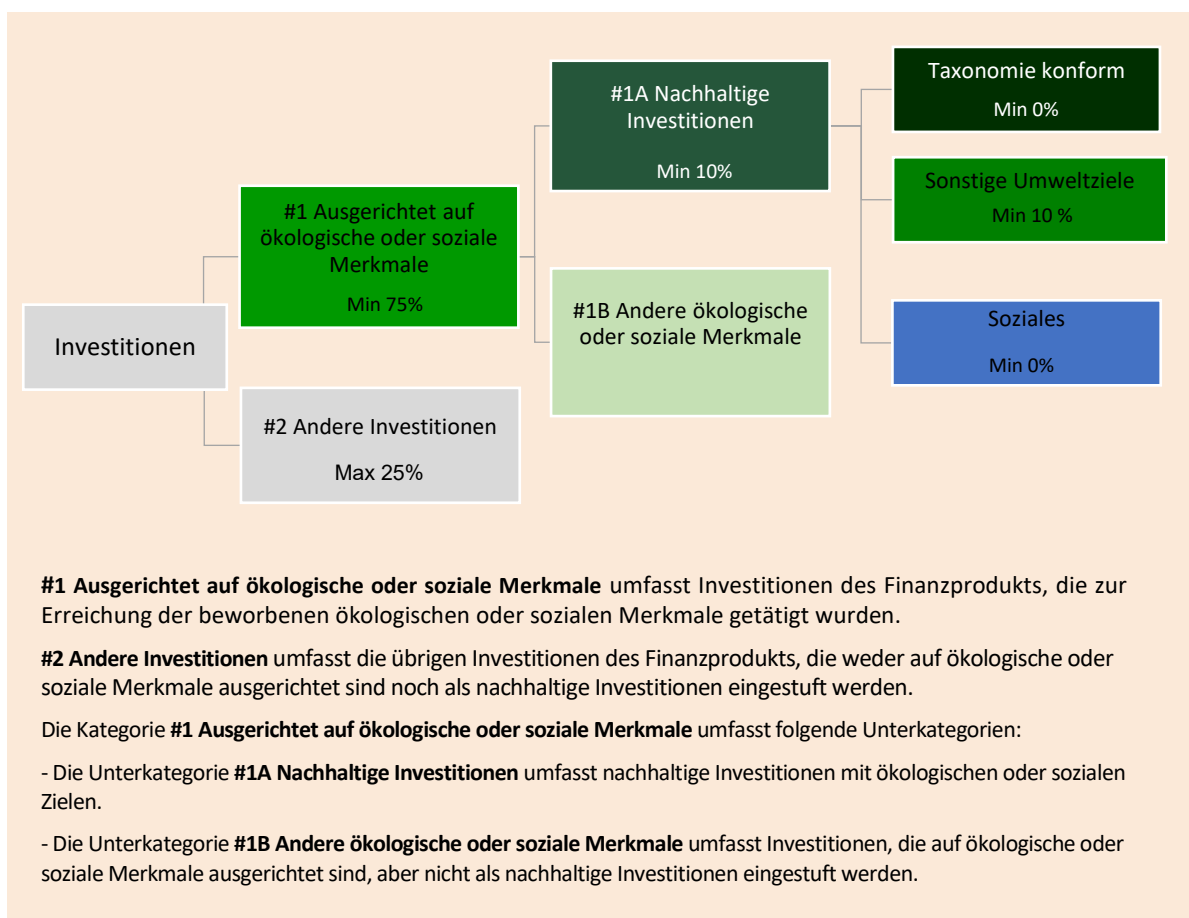 Investitionen
#1 Ausgerichtet auf
ökologische oder soziale
Merkmale
Min 75%
#2 Andere Investitionen
Max 25%
#1A Nachhaltige
Investitionen
Min 10%
#1B Andere ökologische
oder soziale Merkmale
Taxonomie konform
Min 0%
Sonstige Umweltziele
Min 10 %
Soziales
Min 0%
#1 Ausgerichtet auf ökologische oder soziale Merkmale umfasst Investitionen des Finanzprodukts, die zur
Erreichung der beworbenen ökologischen oder sozialen Merkmale getätigt wurden.
#2 Andere Investitionen umfasst die übrigen Investitionen des Finanzprodukts, die weder auf ökologische oder
soziale Merkmale ausgerichtet sind noch als nachhaltige Investitionen eingestuft werden.
Die Kategorie #1 Ausgerichtet auf ökologische oder soziale Merkmale umfasst folgende Unterkategorien:
- Die Unterkategorie #1A Nachhaltige Investitionen umfasst nachhaltige Investitionen mit ökologischen oder sozialen
Zielen.
- Die Unterkategorie #1B Andere ökologische oder soziale Merkmale umfasst Investitionen, die auf ökologische oder
soziale Merkmale ausgerichtet sind, aber nicht als nachhaltige Investitionen eingestuft werden.